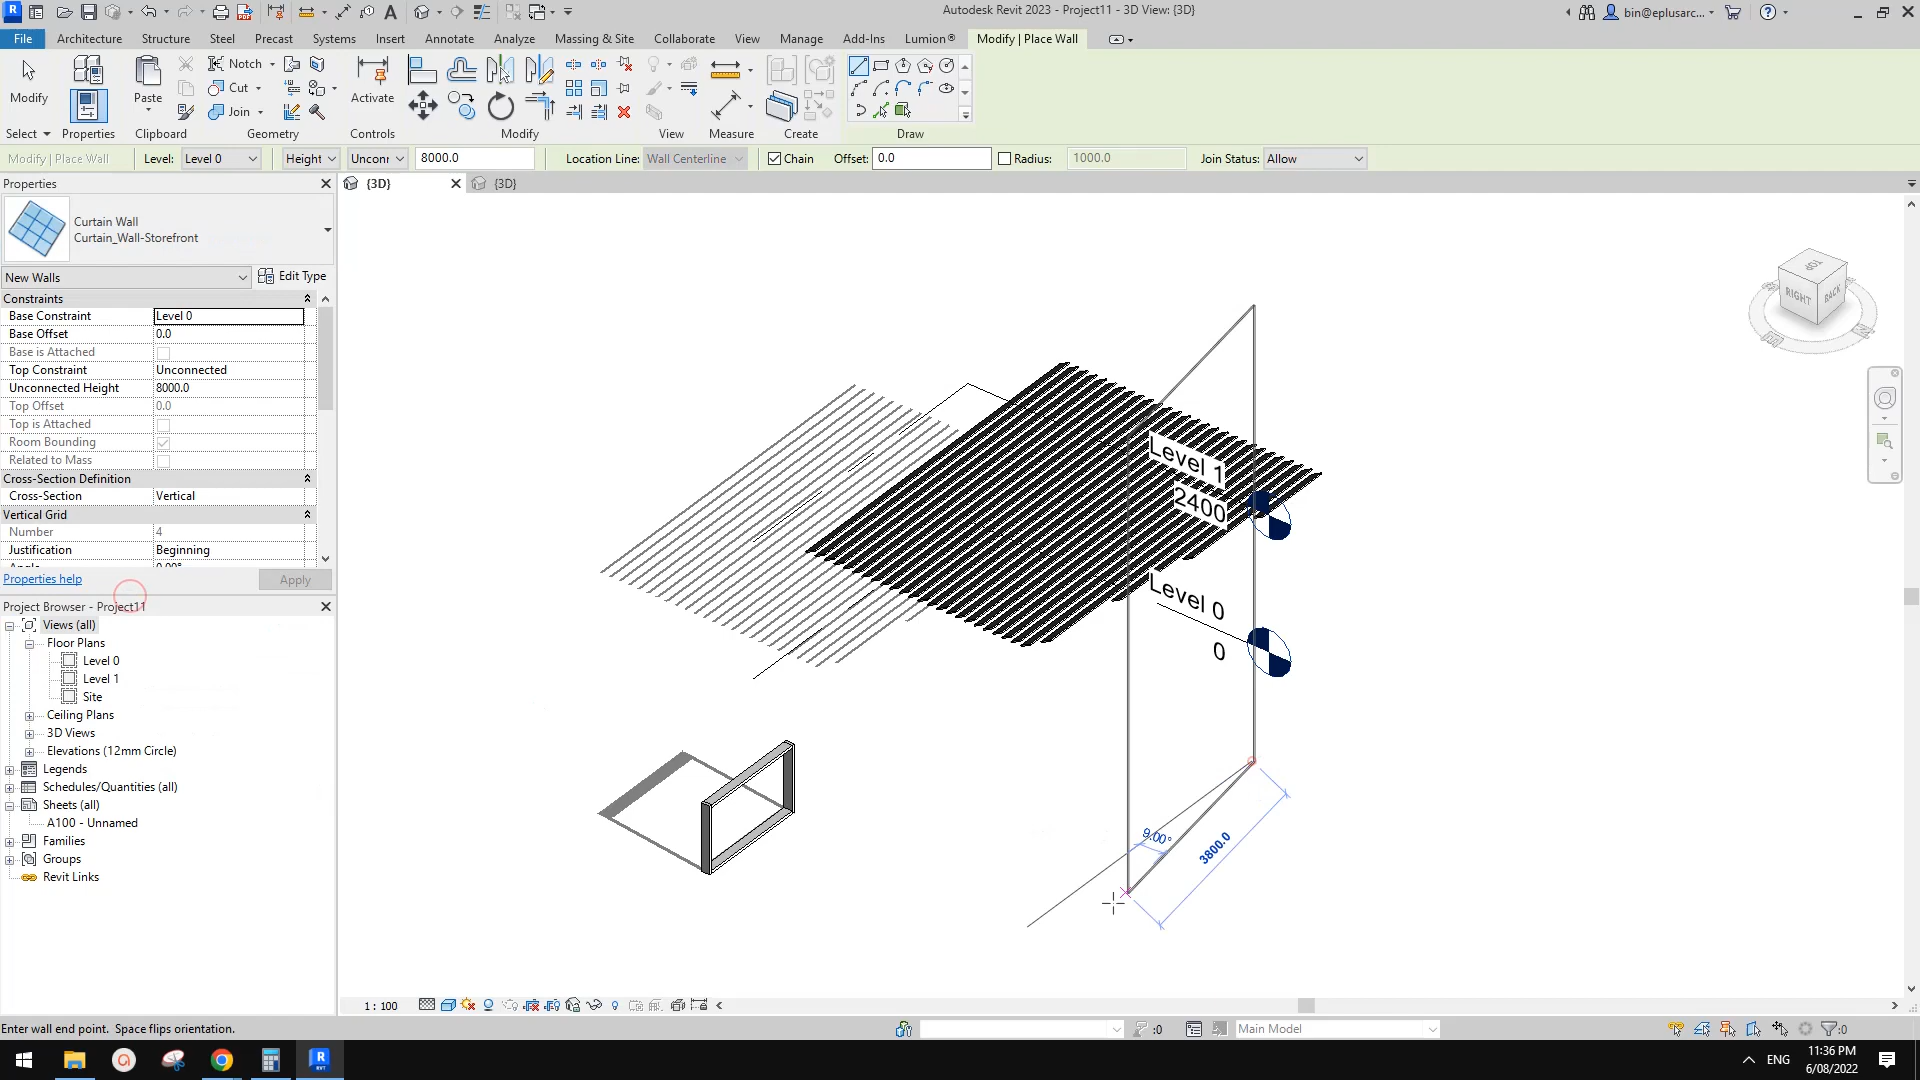 Autodesk Revit 2023 - Project11 - 3D View: {3D}
bin@eplusarc...
File Architecture Structure Steel Precast Systems Insert Annotate Analyze Massing & Site Collaborate View Manage Add-Ins Lumion® Modify | Place Wall
Modify
Paste
Notch
Cut
Join
Activate
Select Properties Clipboard Geometry Controls Modify View Measure Create Draw
Modify | Place Wall Level: Level 0 Height Unconr 8000.0 Location Line: Wall Centerline Chain Offset: 0.0 Radius: 1000.0 Join Status: Allow
Properties
{3D}
{3D}
Curtain Wall
Curtain_Wall-Storefront
New Walls Edit Type
Constraints
Base Constraint Level 0
Base Offset 0.0
Base is Attached
Top Constraint Unconnected
Unconnected Height 8000.0
Top Offset 0.0
Top is Attached
Room Bounding
Related to Mass
Cross-Section Definition
Cross-Section Vertical
Vertical Grid
Number 4
Justification Beginning
Angle 0.00°
Properties help Apply
Project Browser - Project11
Views (all)
Floor Plans
Level 0
Level 1
Site
Ceiling Plans
3D Views
Elevations (12mm Circle)
Legends
Schedules/Quantities (all)
Sheets (all)
A100 - Unnamed
Families
Groups
Revit Links
TOP
RIGHT
BACK
Level 1
2400
Level 0
0
9.00°
3800.0
1 : 100
Enter wall end point. Space flips orientation.
:0
Main Model
:0
ENG
11:36 PM
6/08/2022